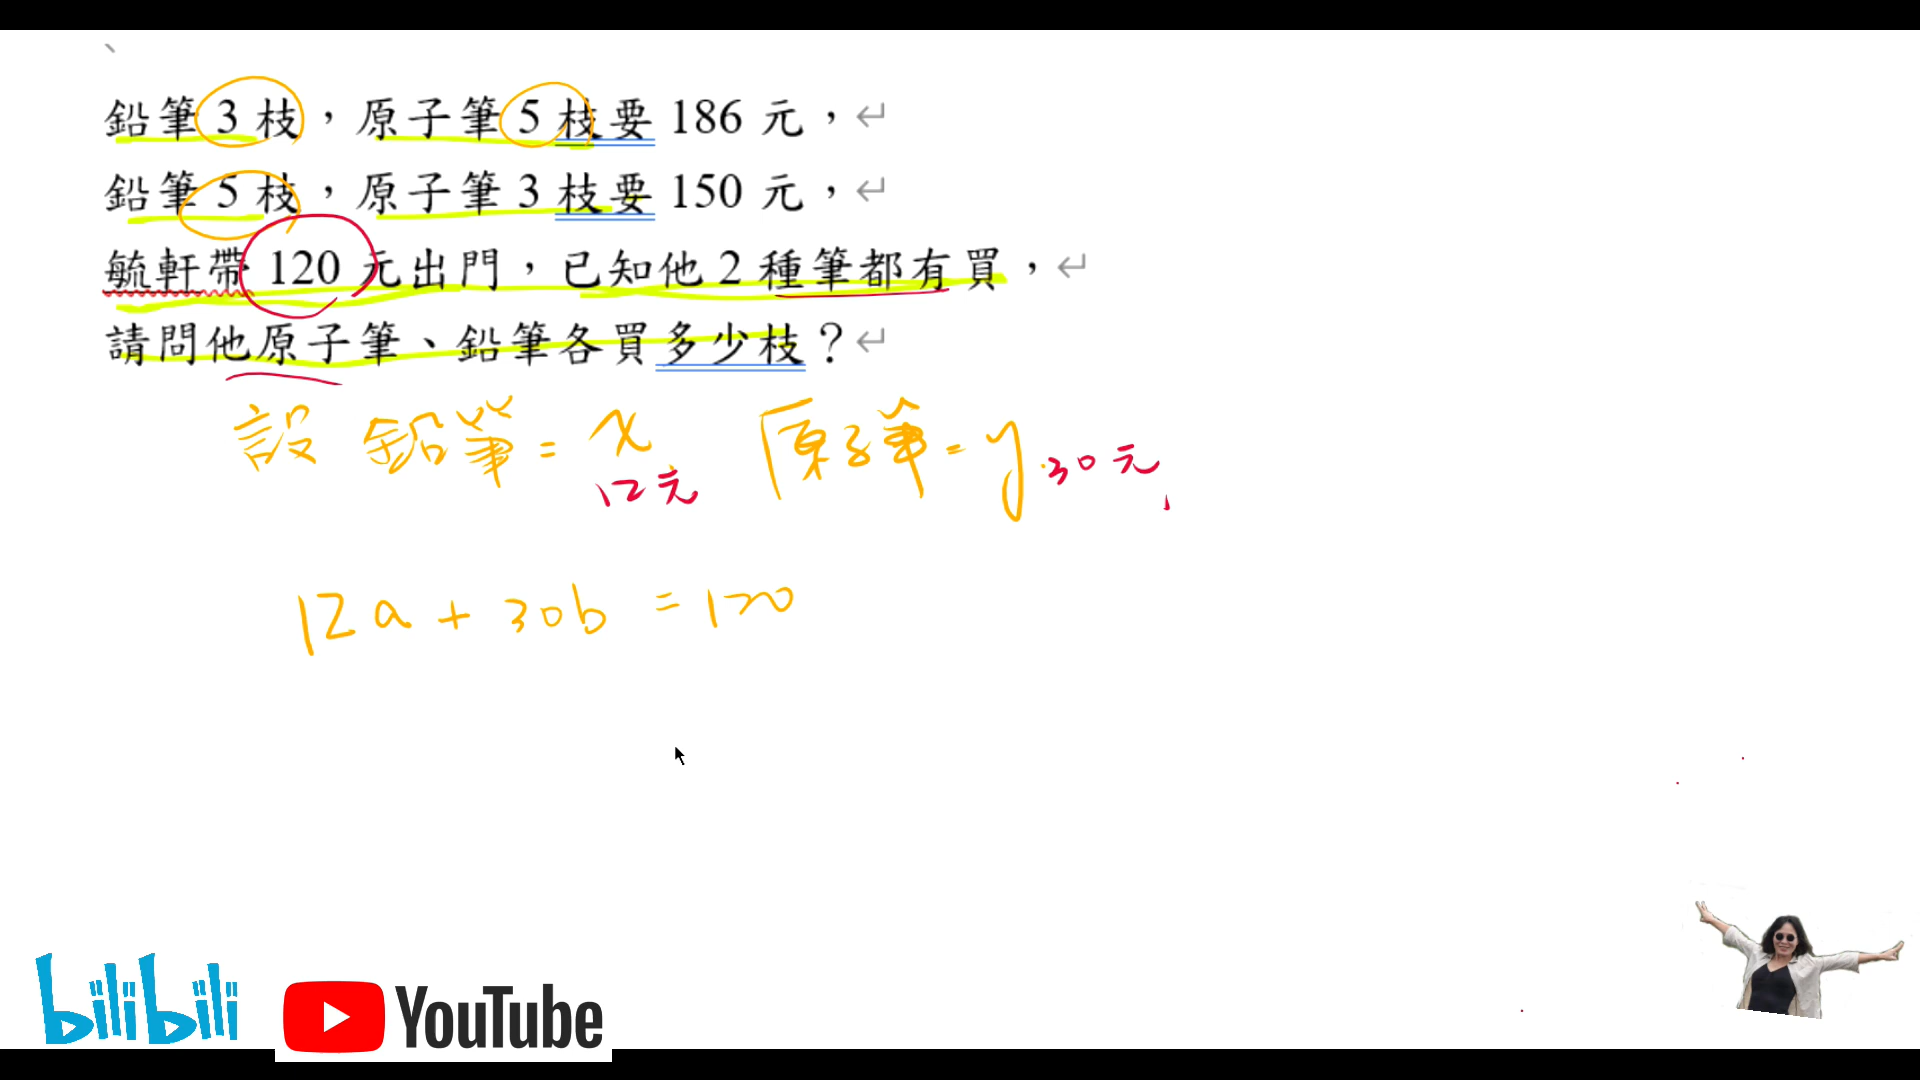 、
鉛筆 3 枝，原子筆 5 枝要 186 元，↵
鉛筆 5 枝，原子筆 3 枝要 150 元，↵
毓軒帶 120 元出門，已知他 2 種筆都有買，↵
請問他原子筆、鉛筆各買多少枝？↵
設 鉛筆 = x 原子筆 = y
12元 30元
12a + 30b = 120
bilibili YouTube